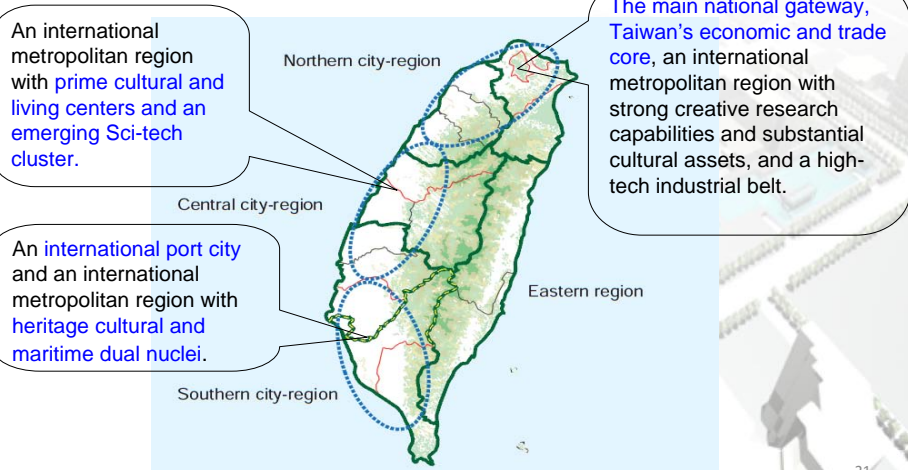 An international
metropolitan region
with prime cultural and
living centers and an
emerging Sci-tech
cluster.
Northern city-region
The main national gateway,
Taiwan's economic and trade
core, an international
metropolitan region with
strong creative research
capabilities and substantial
cultural assets, and a high-
tech industrial belt.
Central city-region
An international port city
and an international
metropolitan region with
heritage cultural and
maritime dual nuclei.
Eastern region
Southern city-region